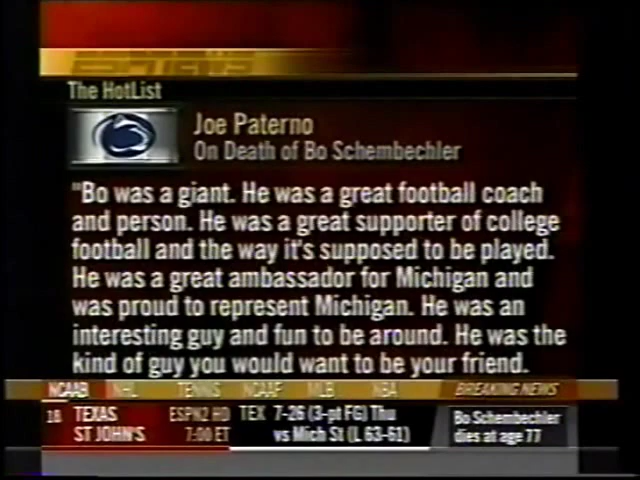 ESPNEWS
The HotList
Joe Paterno
On Death of Bo Schembechler
"Bo was a giant. He was a great football coach
and person. He was a great supporter of college
football and the way it's supposed to be played.
He was a great ambassador for Michigan and
was proud to represent Michigan. He was an
interesting guy and fun to be around. He was the
kind of guy you would want to be your friend.
NCAAB NHL TENNIS NCAAF MLB NBA BREAKING NEWS
16 TEXAS ESPN2 HD TEX 7-26 (3-pt FG) Thu Bo Schembechler
ST JOHN'S 7:00 ET vs Mich St (L 63-61) dies at age 77